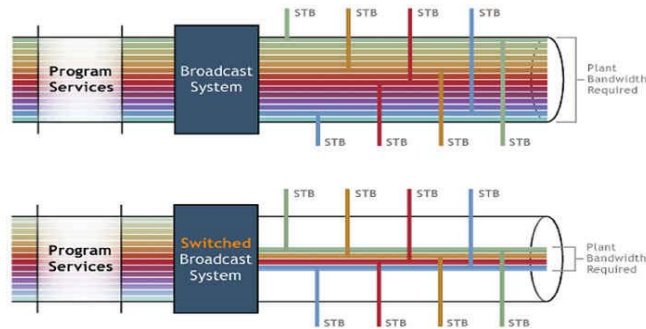 STB
STB
STB
STB
Program
Services
Broadcast
System
Plant
Bandwidth
Required
STB
STB
STB
STB
STB
STB
STB
STB
Program
Services
Switched
Broadcast
System
Plant
Bandwidth
Required
STB
STB
STB
STB